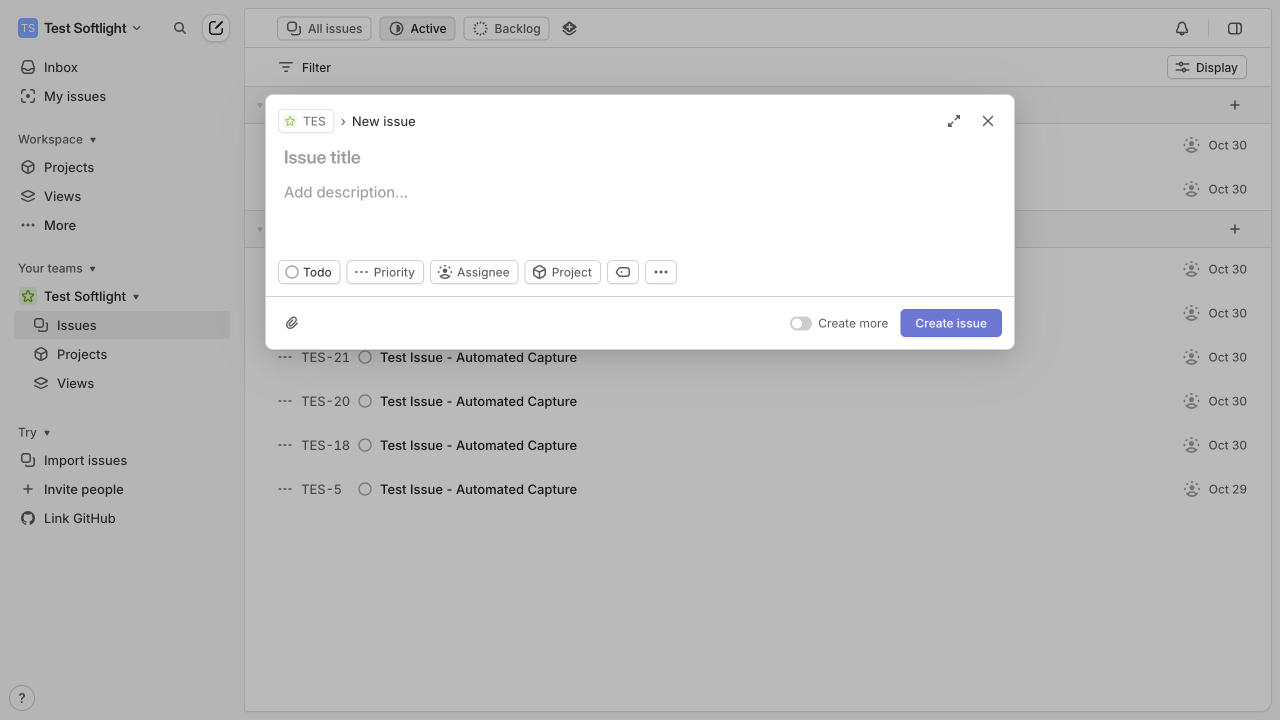 TS Test Softlight
All issues
Active
Backlog
Inbox
My issues
Filter
Display
Workspace
Projects
Views
More
TES › New issue
Issue title
Add description...
Oct 30
Oct 30
Todo
Priority
Assignee
Project
Your teams
Test Softlight
Issues
Projects
Views
Create more
Create issue
Oct 30
Oct 30
TES-21 Test Issue - Automated Capture Oct 30
TES-20 Test Issue - Automated Capture Oct 30
TES-18 Test Issue - Automated Capture Oct 30
TES-5 Test Issue - Automated Capture Oct 29
Try
Import issues
Invite people
Link GitHub
?